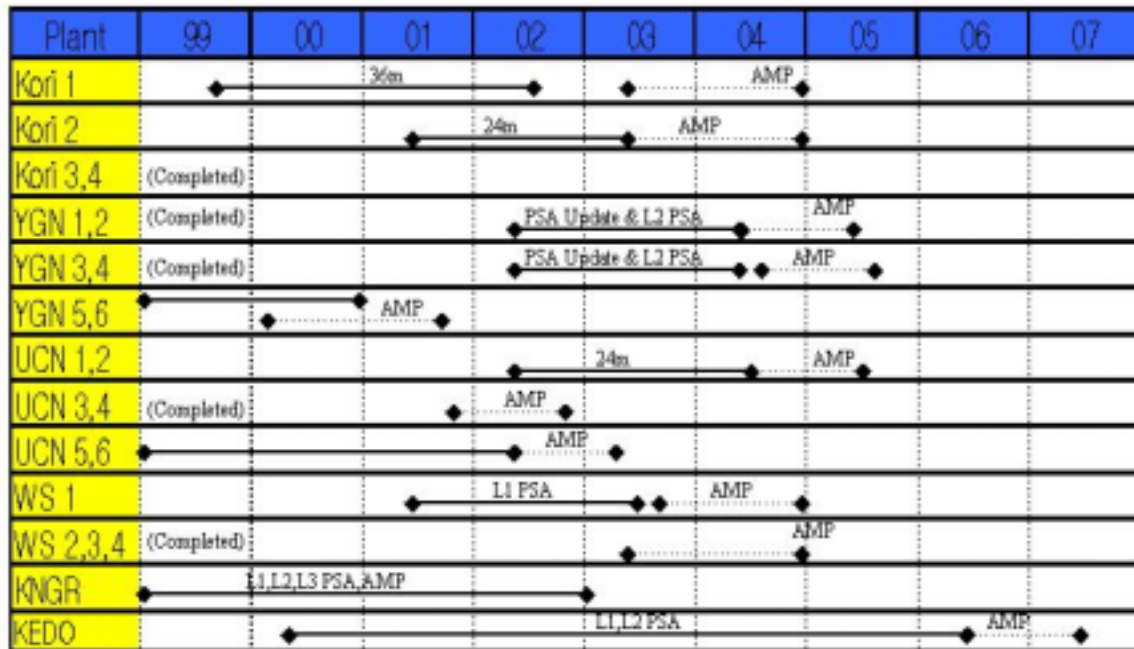 Plant 99 00 01 02 03 04 05 06 07
Kori 1 36m AMP
Kori 2 24m AMP
Kori 3,4 (Completed)
YGN 1,2 (Completed) PSA Update & L2 PSA AMP
YGN 3,4 (Completed) PSA Update & L2 PSA AMP
YGN 5,6 AMP
UCN 1,2 24m AMP
UCN 3,4 (Completed) AMP
UCN 5,6 AMP
WS 1 L1 PSA AMP
WS 2,3,4 (Completed) AMP
KNGR L1,L2,L3 PSA,AMP
KEDO L1,L2 PSA AMP